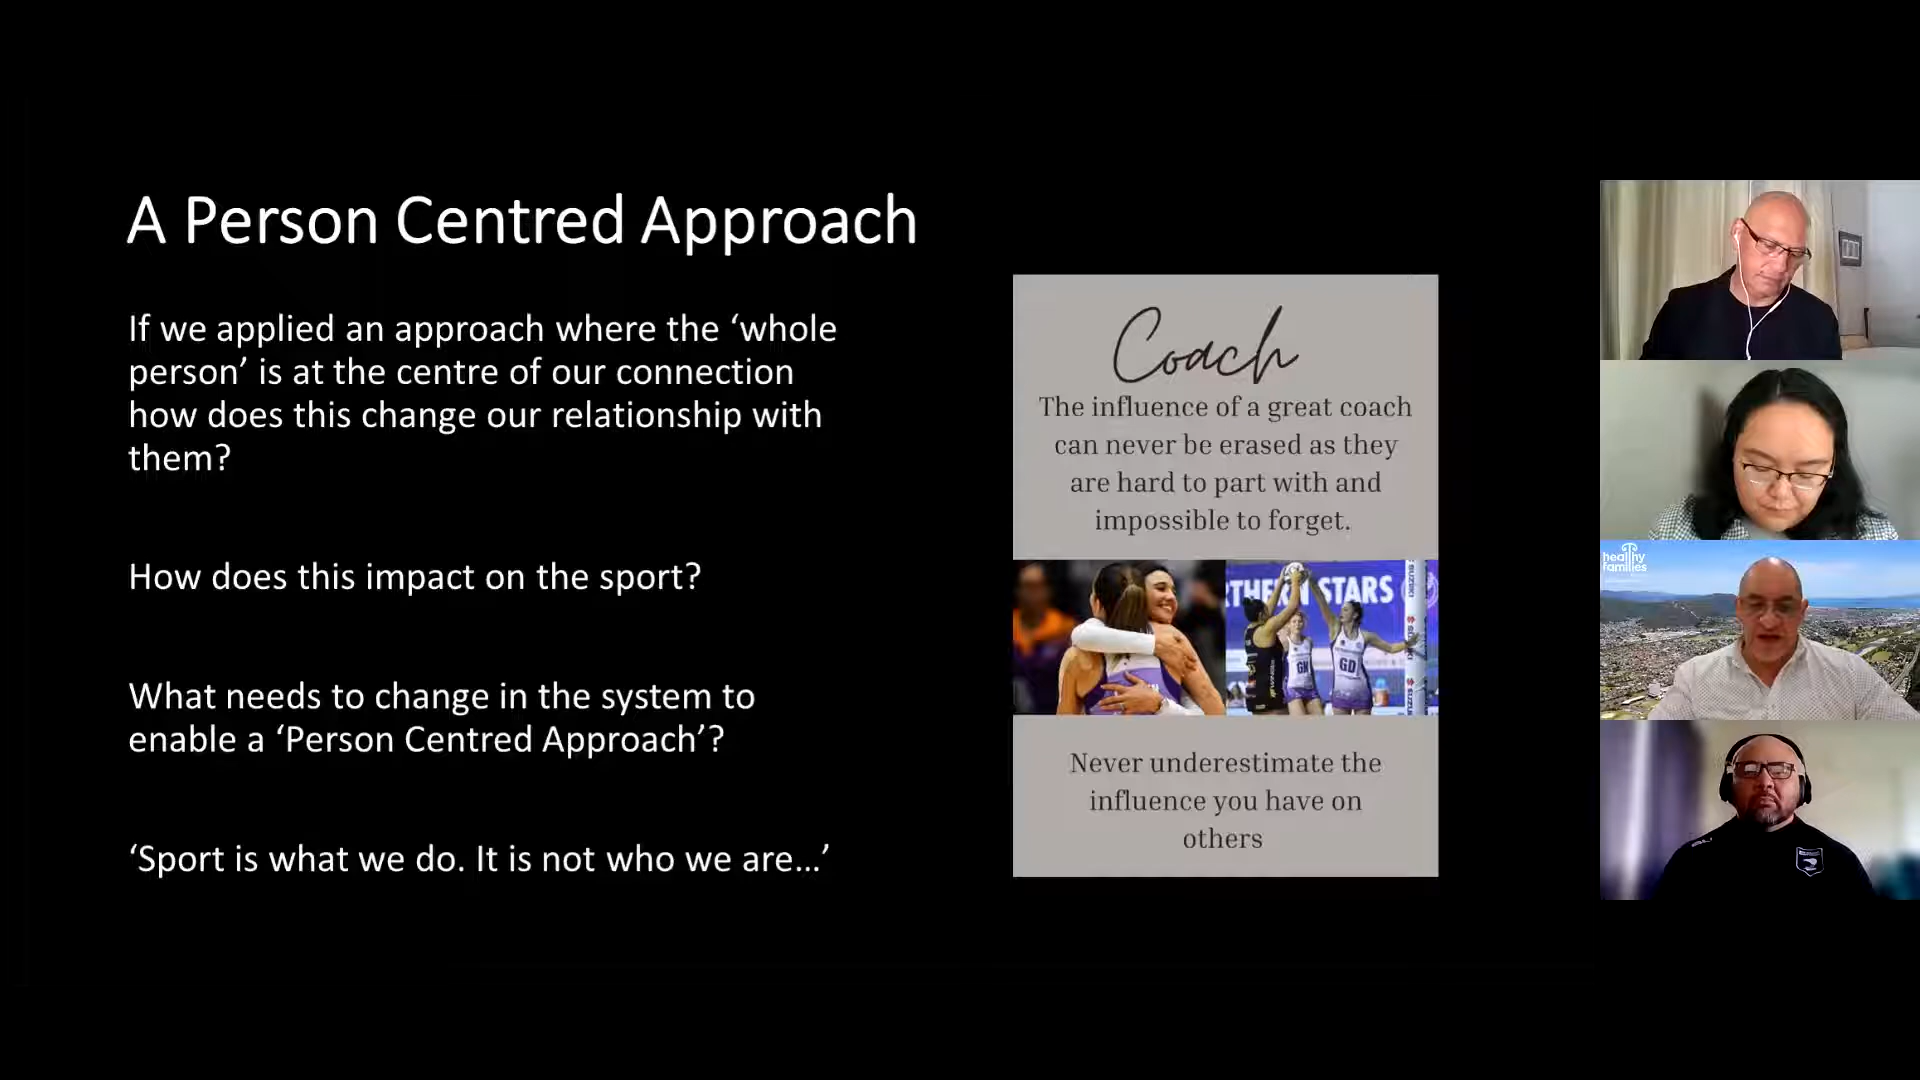 A Person Centred Approach
If we applied an approach where the ‘whole
person’ is at the centre of our connection
how does this change our relationship with
them?
How does this impact on the sport?
What needs to change in the system to
enable a ‘Person Centred Approach’?
‘Sport is what we do. It is not who we are...’
Coach
The influence of a great coach
can never be erased as they
are hard to part with and
impossible to forget.
THERN STARS
GK
GD
SUZUKI
Never underestimate the
influence you have on
others
healthy
families